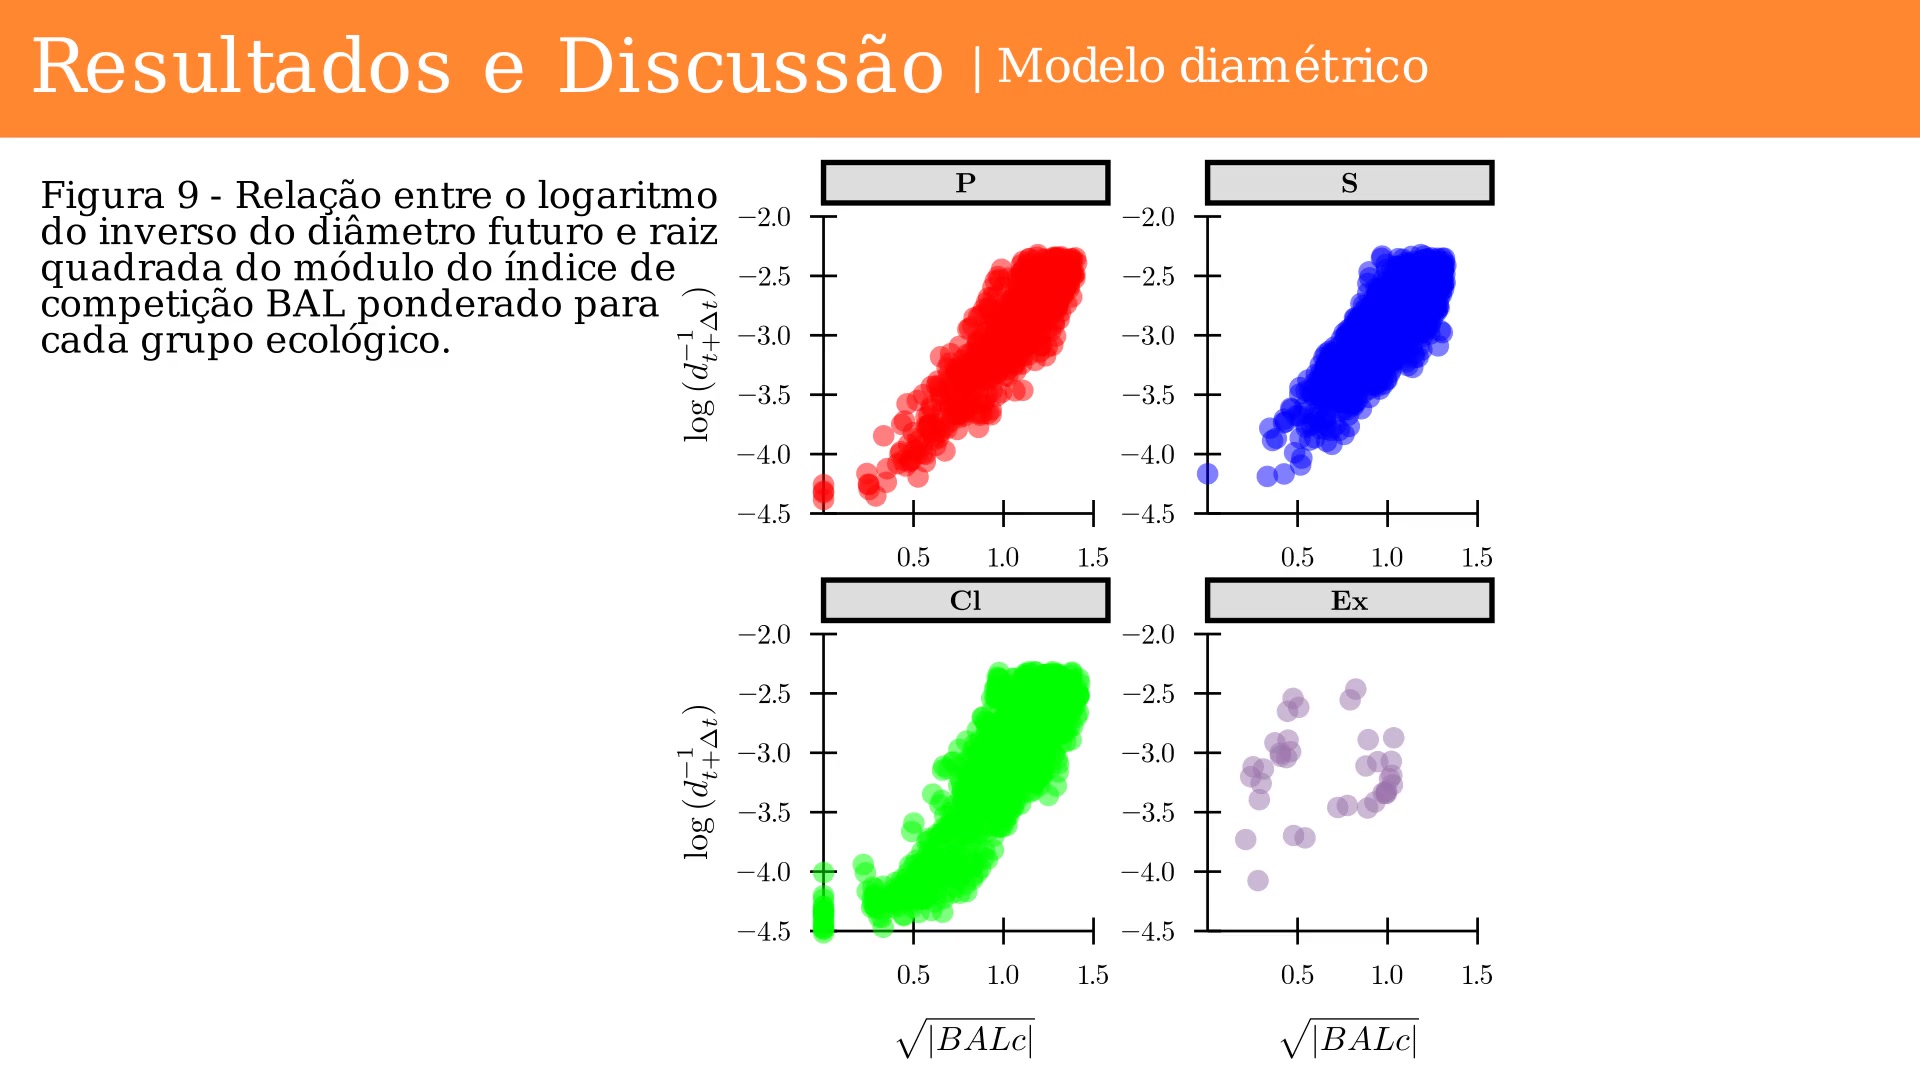 Resultados e Discussão | Modelo diamétrico
Figura 9 - Relação entre o logaritmo
do inverso do diâmetro futuro e raiz
quadrada do módulo do índice de
competição BAL ponderado para
cada grupo ecológico.
P
−2.0
−2.5
−3.0
−3.5
−4.0
−4.5
log (d_{t+Δt}^{−1})
0.5 1.0 1.5
S
−2.0
−2.5
−3.0
−3.5
−4.0
−4.5
0.5 1.0 1.5
Cl
−2.0
−2.5
−3.0
−3.5
−4.0
−4.5
log (d_{t+Δt}^{−1})
0.5 1.0 1.5
√|BALc|
Ex
−2.0
−2.5
−3.0
−3.5
−4.0
−4.5
0.5 1.0 1.5
√|BALc|